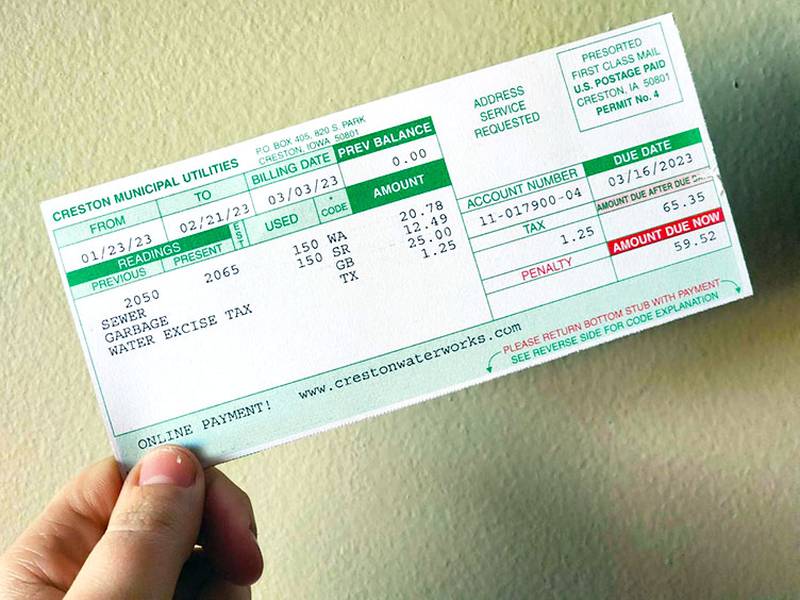 CRESTON MUNICIPAL UTILITIES
P.O. BOX 405, 820 S. PARK
CRESTON, IOWA 50801
FROM
TO
BILLING DATE
PREV BALANCE
01/23/23
02/21/23
03/03/23
0.00
READINGS
EST
USED
* CODE
AMOUNT
PREVIOUS
PRESENT
2050 2065 150 WA 20.78
SEWER 150 SR 12.49
GARBAGE GB 25.00
WATER EXCISE TAX TX 1.25
ONLINE PAYMENT! www.crestonwaterworks.com
ADDRESS
SERVICE
REQUESTED
PRESORTED
FIRST CLASS MAIL
U.S. POSTAGE PAID
CRESTON, IA 50801
PERMIT No. 4
ACCOUNT NUMBER
DUE DATE
11-017900-04
03/16/2023
TAX
AMOUNT DUE AFTER DUE
1.25
65.35
PENALTY
AMOUNT DUE NOW
59.52
PLEASE RETURN BOTTOM STUB WITH PAYMENT
SEE REVERSE SIDE FOR CODE EXPLANATION